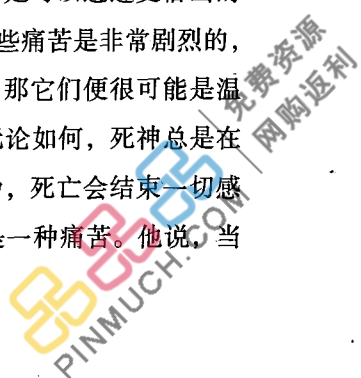 些痛苦是非常剧烈的，
那它们便很可能是温
论如何，死神总是在
，死亡会结束一切感
是一种痛苦。他说，当
免费资源
网购返利
PINMUCH.COM